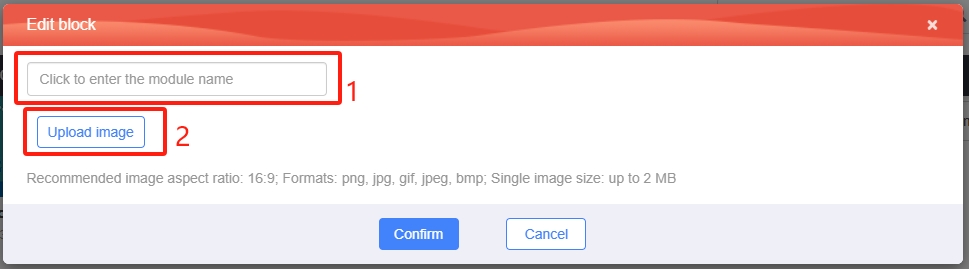 Edit block
×
Click to enter the module name
1
Upload image
2
Recommended image aspect ratio: 16:9; Formats: png, jpg, gif, jpeg, bmp; Single image size: up to 2 MB
Confirm Cancel